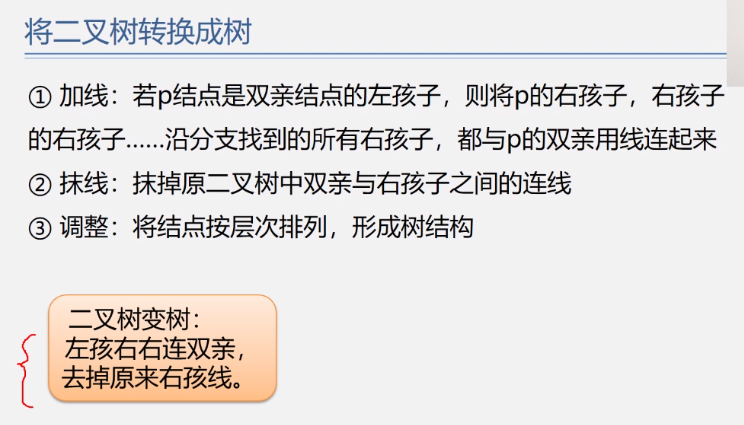 将二叉树转换成树
① 加线：若p结点是双亲结点的左孩子，则将p的右孩子，右孩子
的右孩子……沿分支找到的所有右孩子，都与p的双亲用线连起来
② 抹线：抹掉原二叉树中双亲与右孩子之间的连线
③ 调整：将结点按层次排列，形成树结构
二叉树变树：
左孩右右连双亲，
去掉原来右孩线。